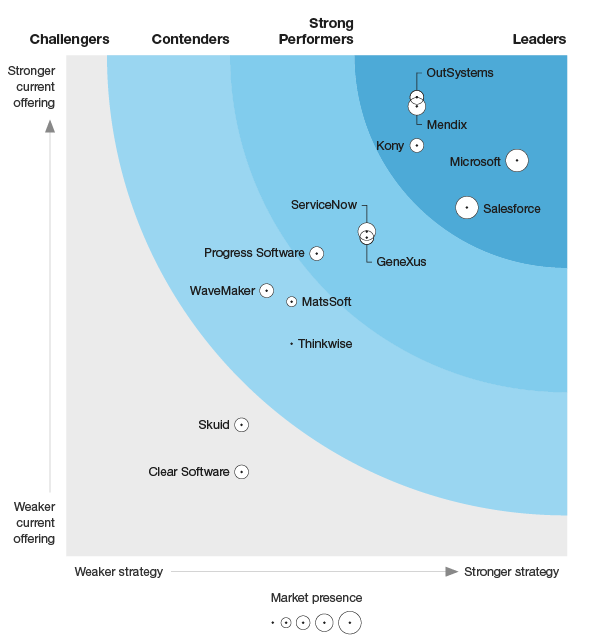 Challengers
Contenders
Strong
Performers
Leaders
Stronger
current
offering
OutSystems
Mendix
Kony
Microsoft
Salesforce
ServiceNow
GeneXus
Progress Software
WaveMaker
MatsSoft
Thinkwise
Skuid
Clear Software
Weaker
current
offering
Weaker strategy
Stronger strategy
Market presence